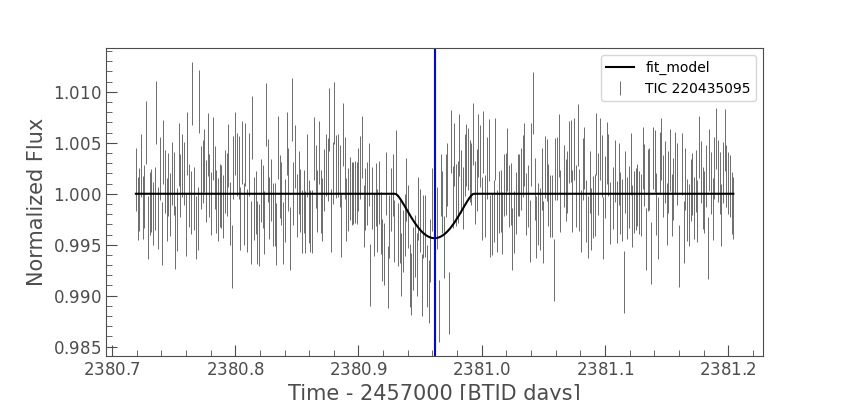 fit_model
TIC 220435095
1.010
1.005
1.000
0.995
0.990
0.985
Normalized Flux
2380.7 2380.8 2380.9 2381.0 2381.1 2381.2
Time - 2457000 [BTJD days]